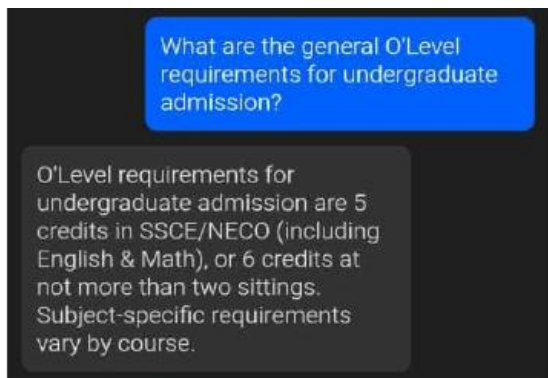 What are the general O'Level
requirements for undergraduate
admission?
O'Level requirements for
undergraduate admission are 5
credits in SSCE/NECO (including
English & Math), or 6 credits at
not more than two sittings.
Subject-specific requirements
vary by course.